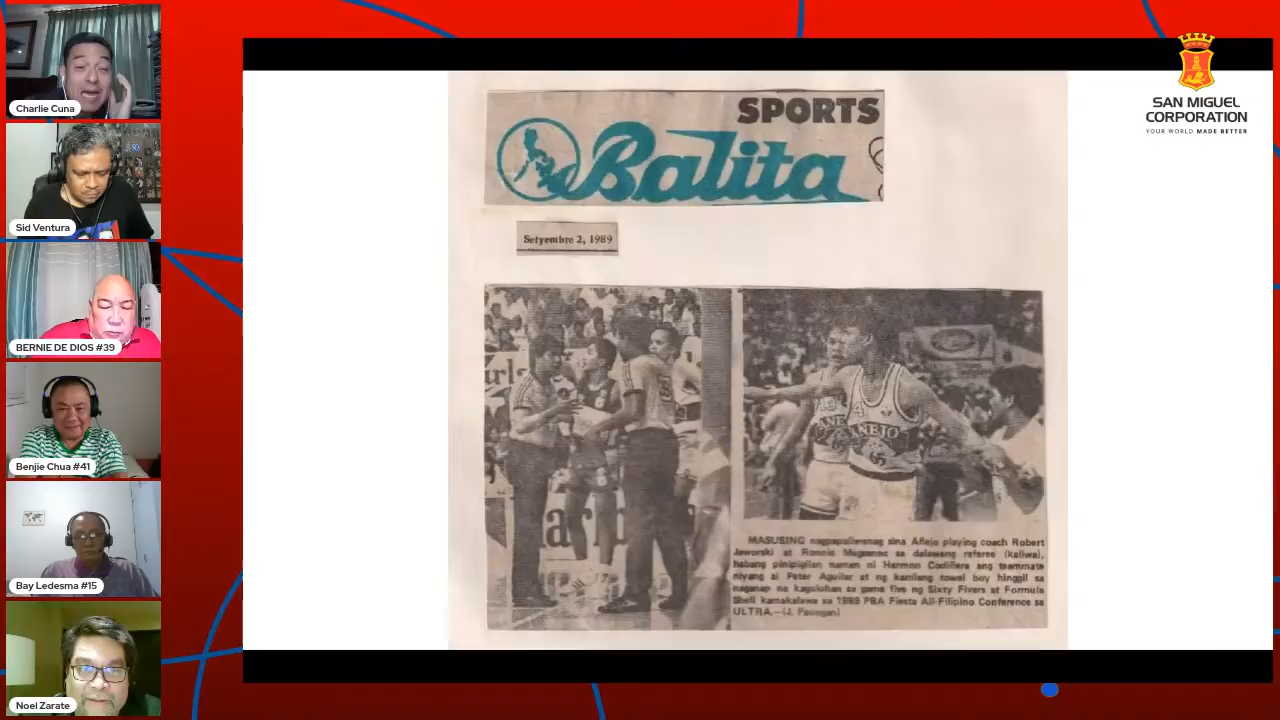 Charlie Cuna
Sid Ventura
BERNIE DE DIOS #39
Benjie Chua #41
Bay Ledesma #15
Noel Zarate
SAN MIGUEL
CORPORATION
YOUR WORLD MADE BETTER
SPORTS
Balita
Setyembre 2, 1989
AÑEJO
65
MASUSING nagpapaliwanag sina Añejo playing coach Robert
Jaworski at Ronnie Magsanoc sa dalawang referee (kaliwa),
habang pinipigilan naman ni Harmon Codiñera ang teammate
niyang si Peter Aguilar at ng kanilang towel boy hinggil sa
naganap na kaguluhan sa game five ng Sixty Fivers at Formula
Shell kamakalawa sa 1989 PBA Fiesta All-Filipino Conference sa
ULTRA.—(J.